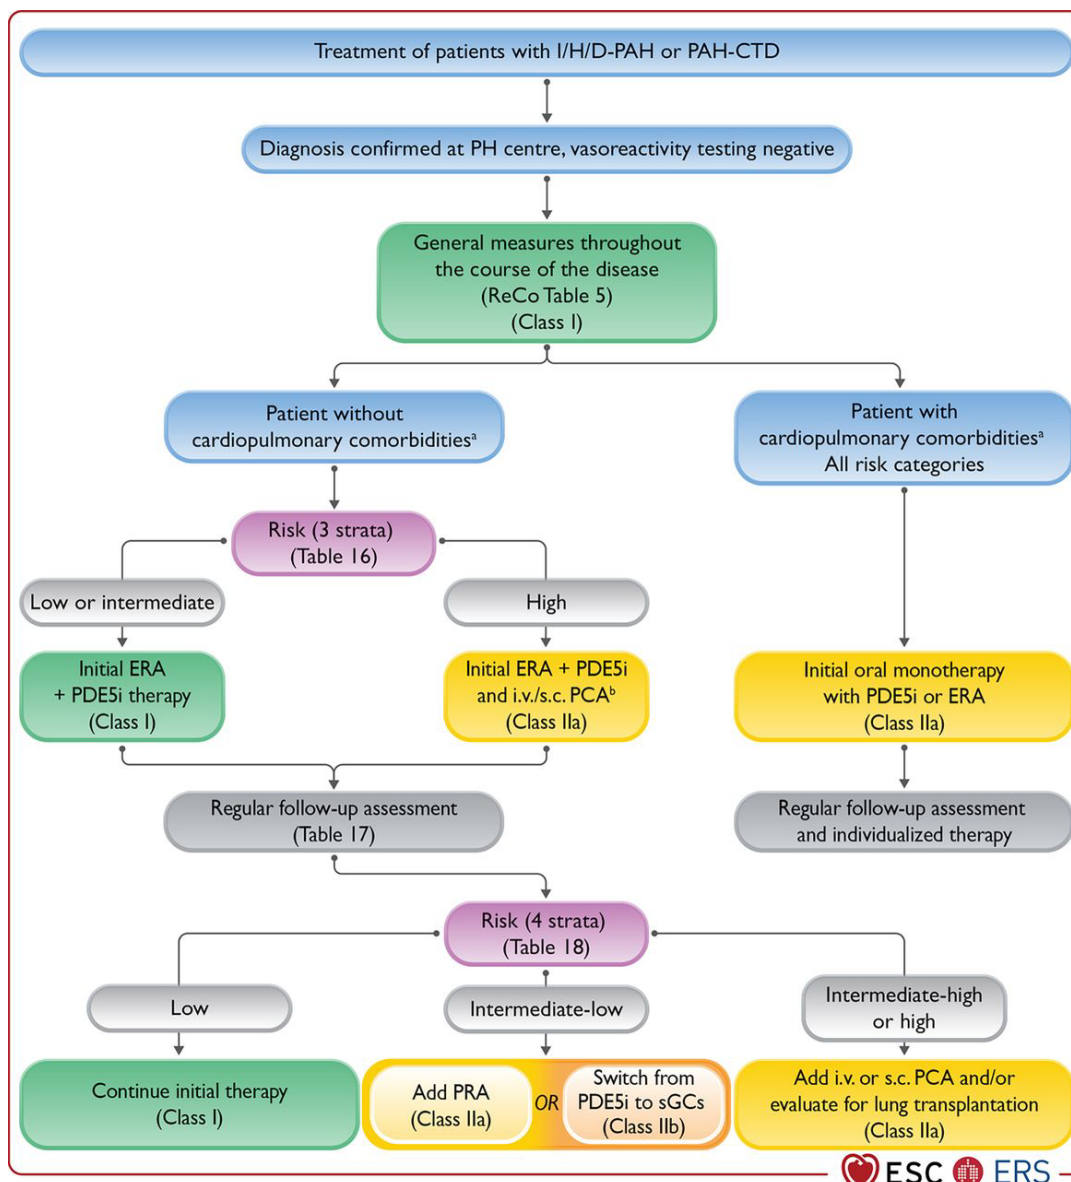 Treatment of patients with I/H/D-PAH or PAH-CTD
Diagnosis confirmed at PH centre, vasoreactivity testing negative
General measures throughout
the course of the disease
(ReCo Table 5)
(Class I)
Patient without
cardiopulmonary comorbiditiesᵃ
Patient with
cardiopulmonary comorbiditiesᵃ
All risk categories
Risk (3 strata)
(Table 16)
Low or intermediate
High
Initial ERA
+ PDE5i therapy
(Class I)
Initial ERA + PDE5i
and i.v./s.c. PCAᵇ
(Class IIa)
Initial oral monotherapy
with PDE5i or ERA
(Class IIa)
Regular follow-up assessment
(Table 17)
Regular follow-up assessment
and individualized therapy
Risk (4 strata)
(Table 18)
Low
Intermediate-low
Intermediate-high
or high
Continue initial therapy
(Class I)
Add PRA
(Class IIa)
OR
Switch from
PDE5i to sGCs
(Class IIb)
Add i.v. or s.c. PCA and/or
evaluate for lung transplantation
(Class IIa)
ESC ERS